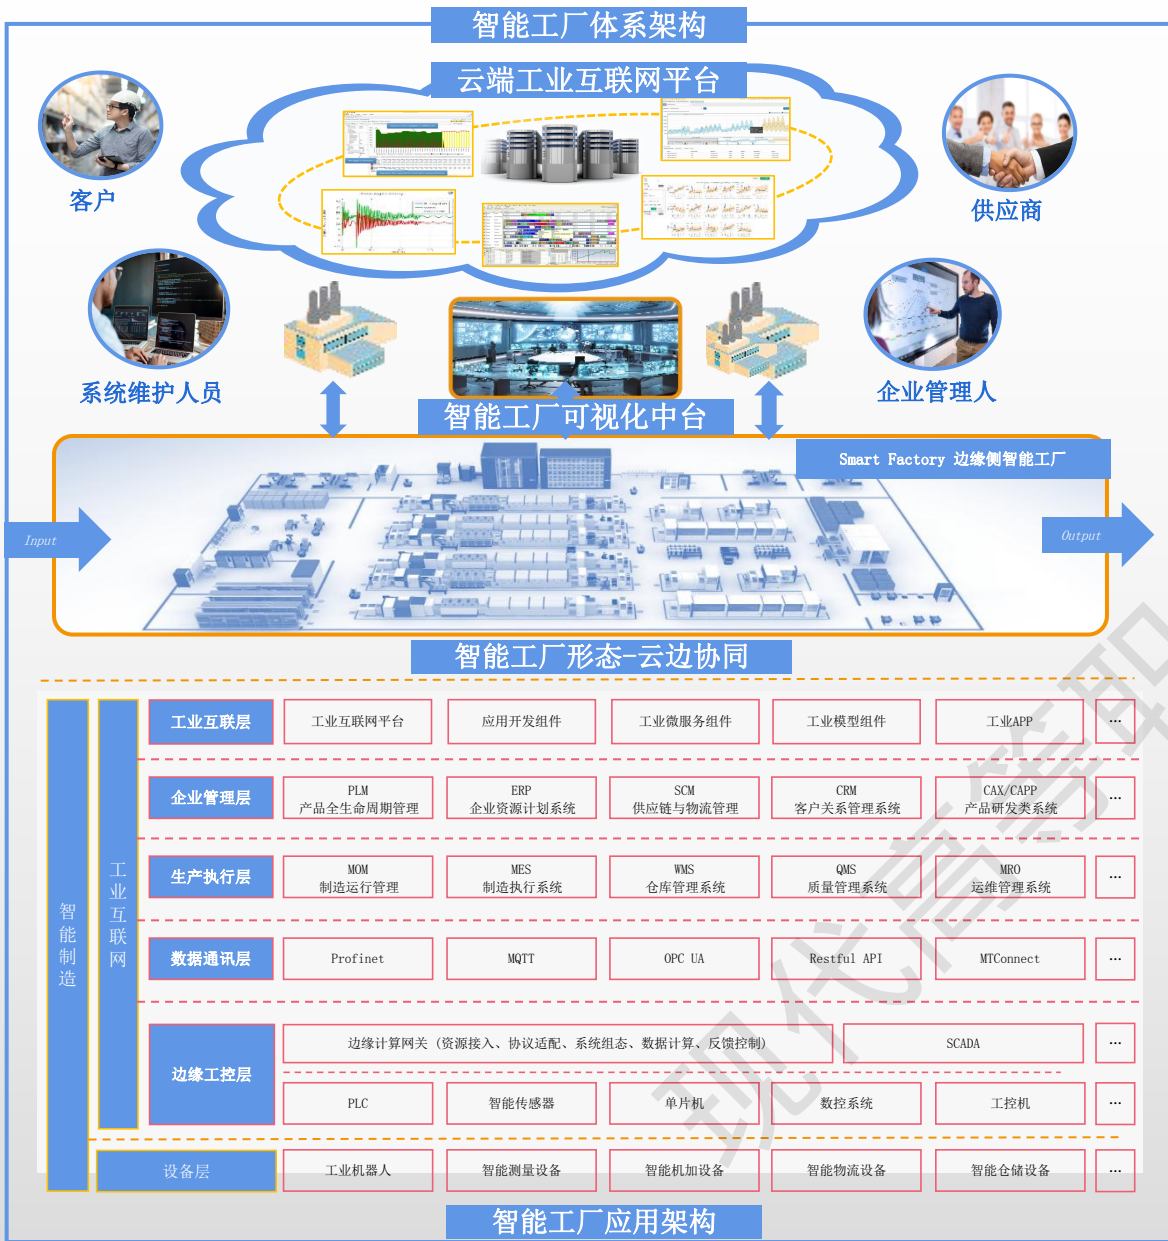 智能工厂体系架构
云端工业互联网平台
客户
供应商
系统维护人员
企业管理人
智能工厂可视化中台
Smart Factory 边缘侧智能工厂
Input
Output
智能工厂形态-云边协同
智能制造
工业互联网
工业互联层
工业互联网平台
应用开发组件
工业微服务组件
工业模型组件
工业APP
…
企业管理层
PLM
产品全生命周期管理
ERP
企业资源计划系统
SCM
供应链与物流管理
CRM
客户关系管理系统
CAX/CAPP
产品研发类系统
…
生产执行层
MOM
制造运行管理
MES
制造执行系统
WMS
仓库管理系统
QMS
质量管理系统
MRO
运维管理系统
…
数据通讯层
Profinet
MQTT
OPC UA
Restful API
MTConnect
…
边缘工控层
边缘计算网关 (资源接入、协议适配、系统组态、数据计算、反馈控制)
SCADA
…
PLC
智能传感器
单片机
数控系统
工控机
…
设备层
工业机器人
智能测量设备
智能机加设备
智能物流设备
智能仓储设备
…
智能工厂应用架构
现代高等职